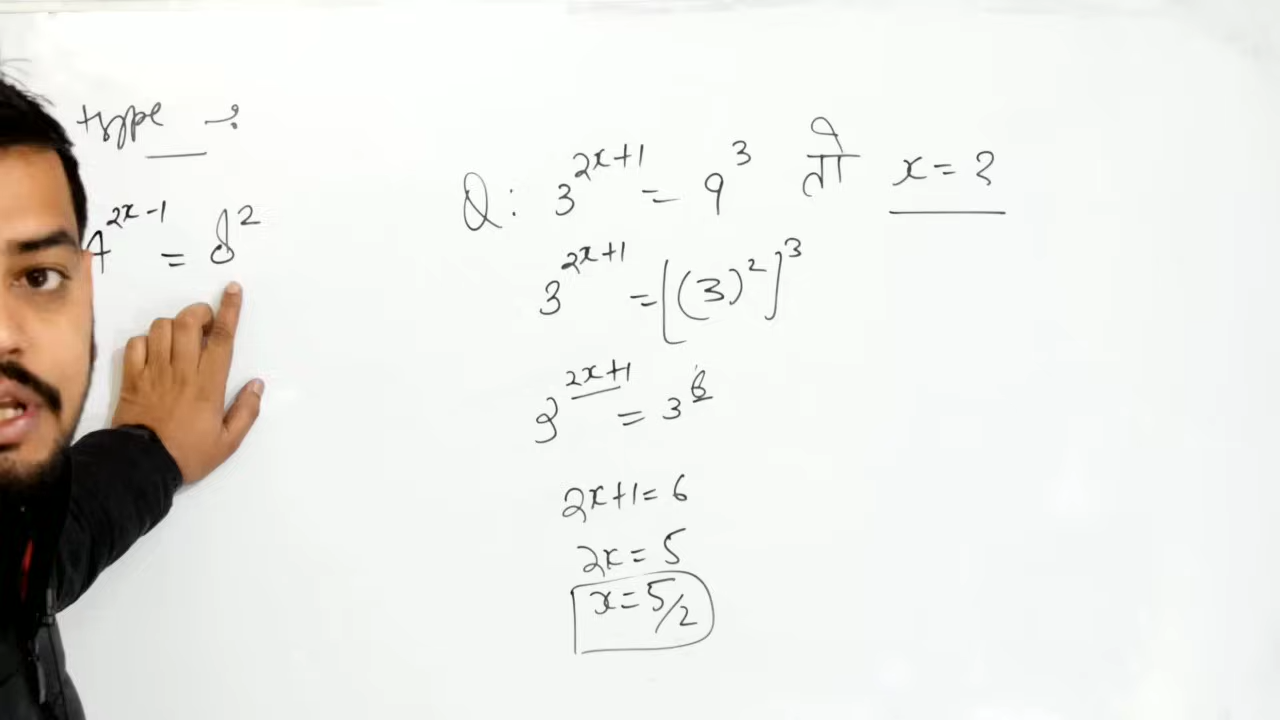 type :
4^{2x-1} = 8^2
Q: 3^{2x+1} = 9^3 तो x = ?
3^{2x+1} = [(3)^2]^3
3^{2x+1} = 3^6
2x+1 = 6
2x = 5
x = 5/2